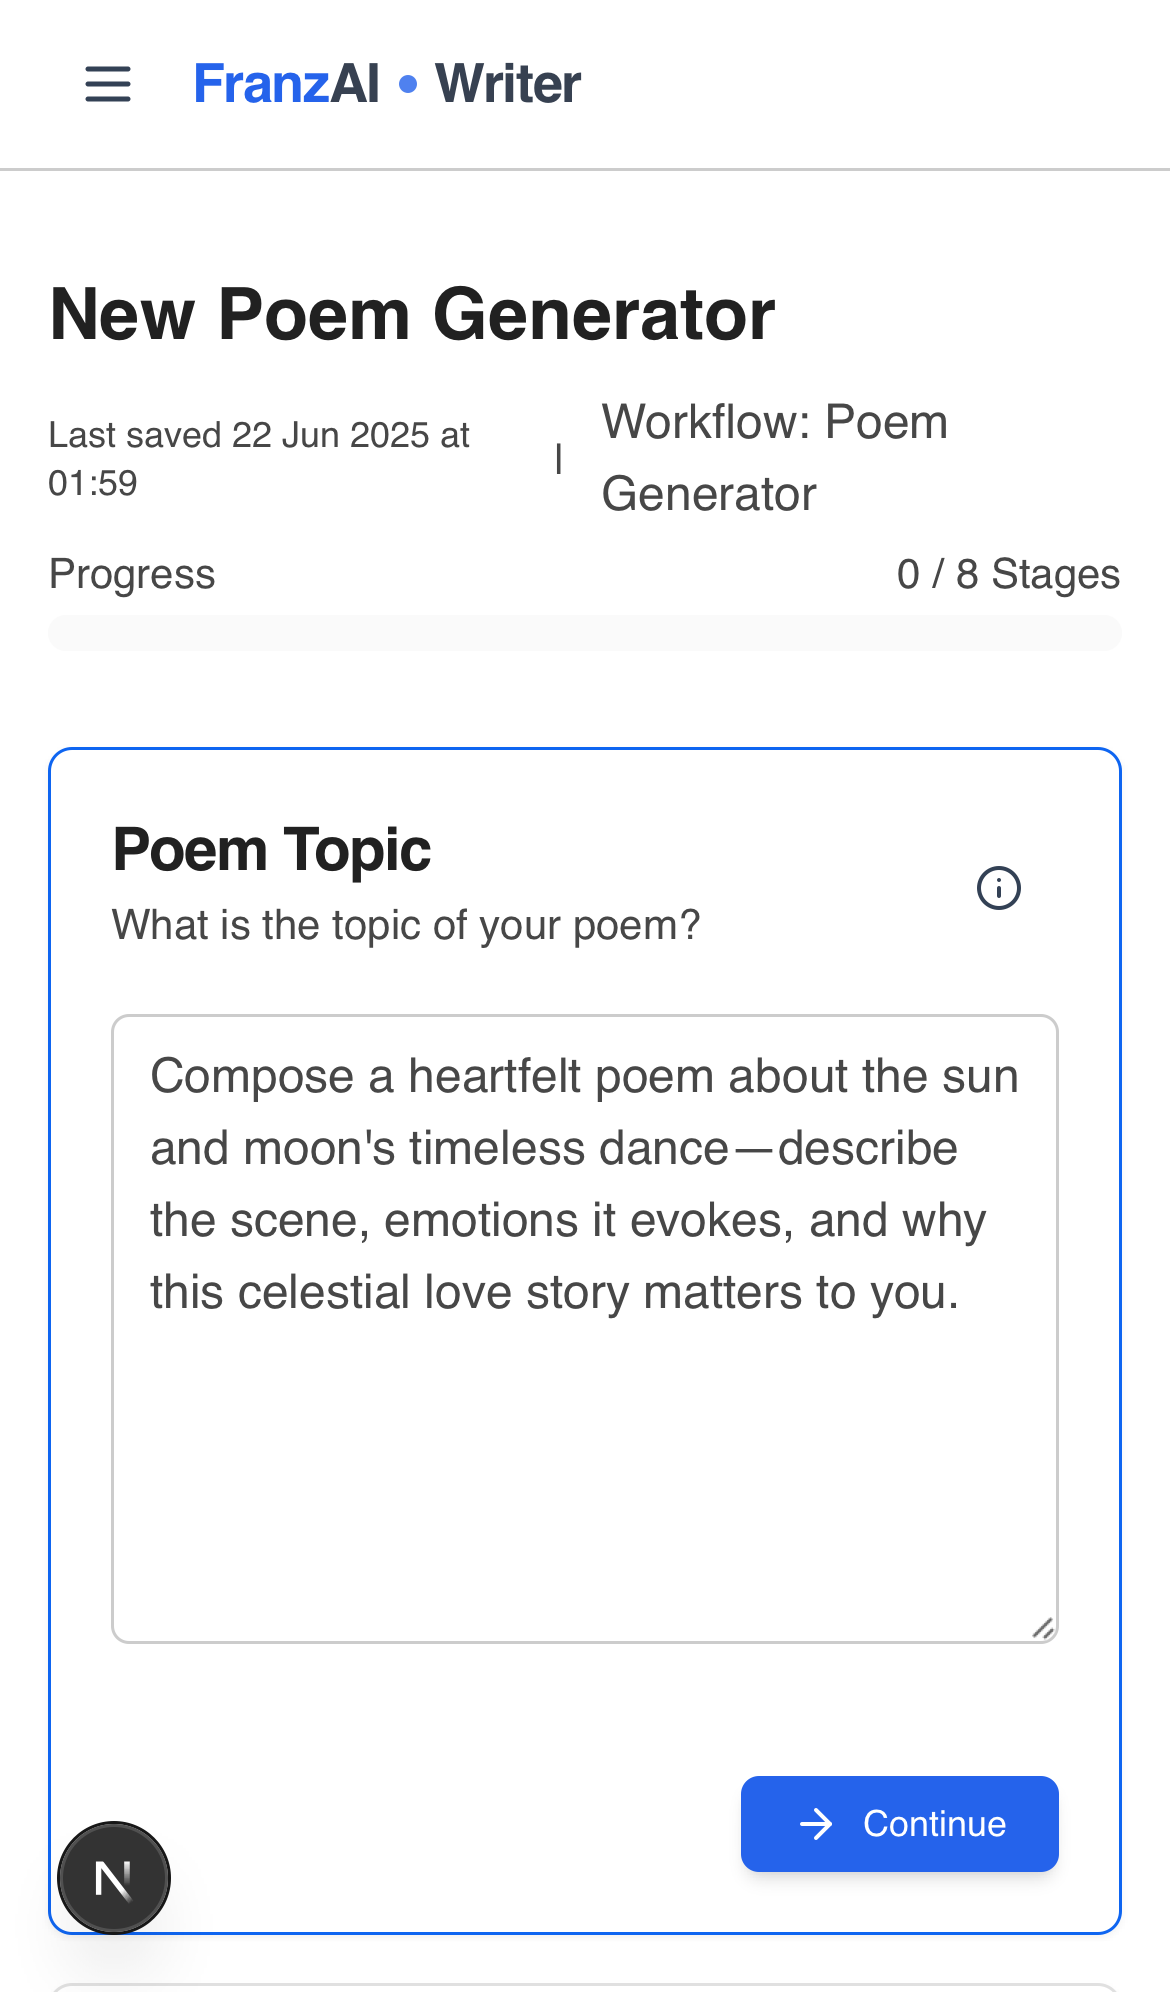 FranzAI • Writer
New Poem Generator
Last saved 22 Jun 2025 at
01:59
|
Workflow: Poem
Generator
Progress
0 / 8 Stages
Poem Topic
What is the topic of your poem?
Compose a heartfelt poem about the sun
and moon's timeless dance—describe
the scene, emotions it evokes, and why
this celestial love story matters to you.
Continue
N